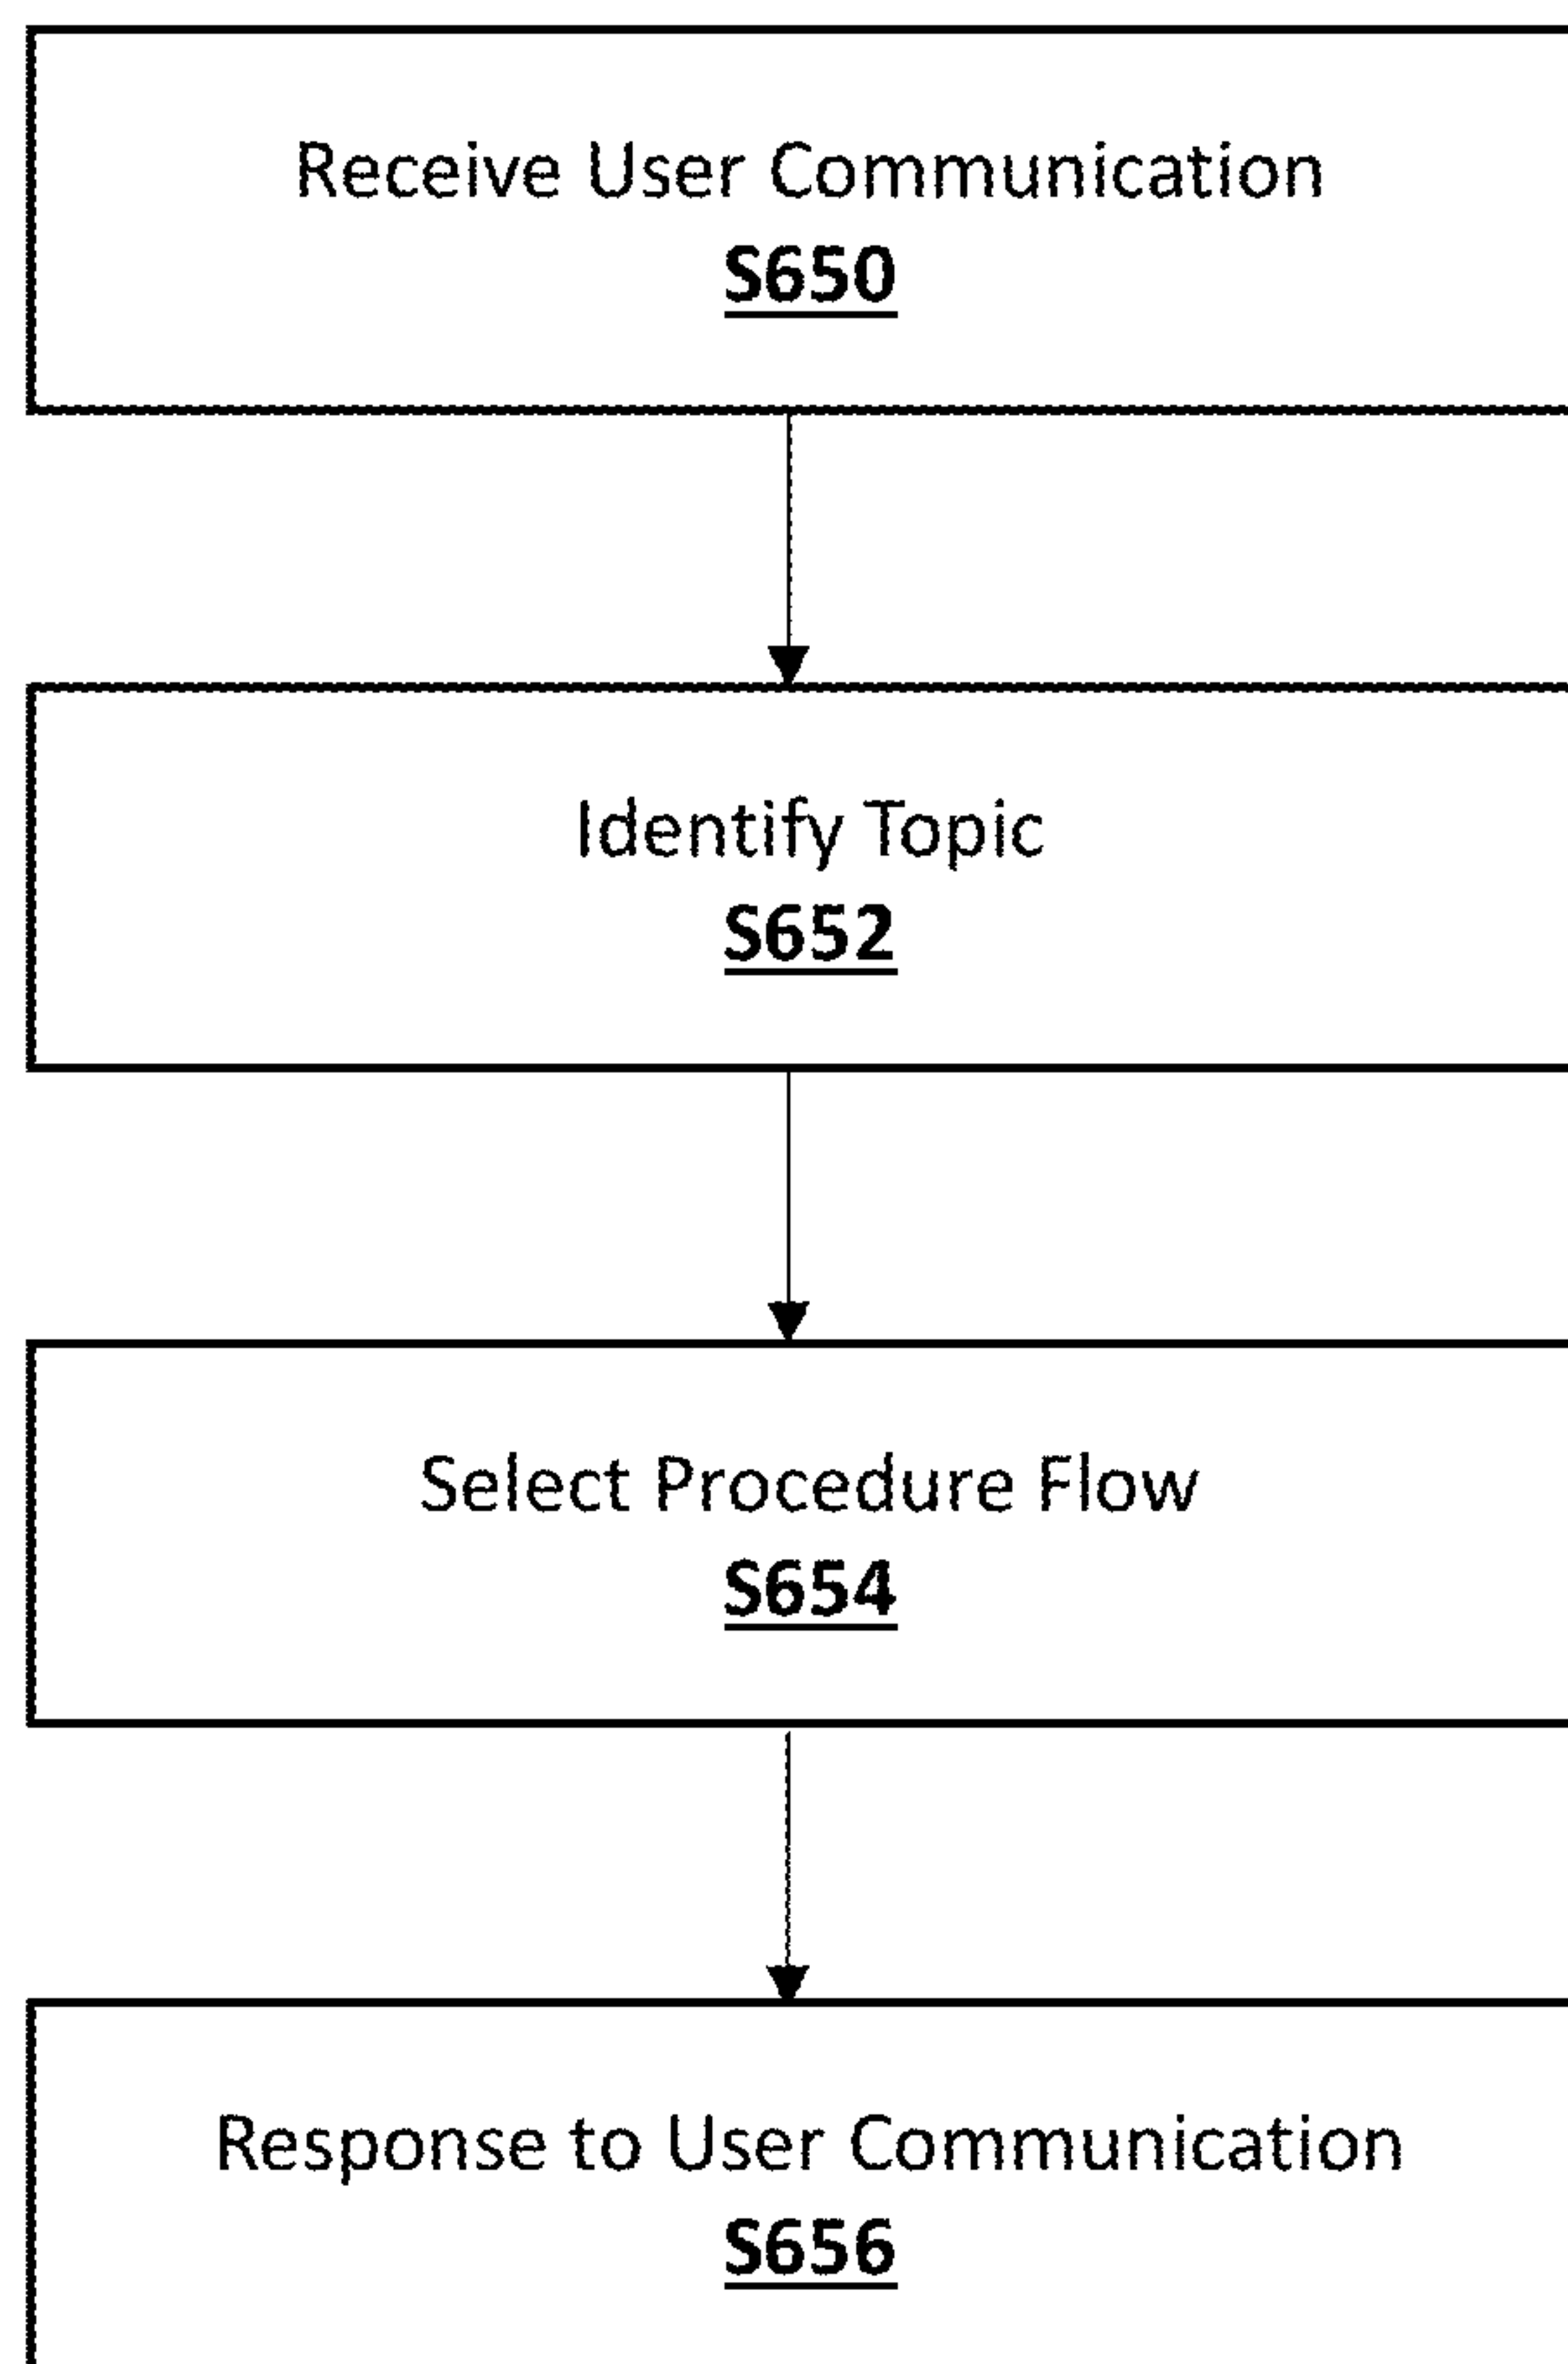 Receive User Communication
S650
Identify Topic
S652
Select Procedure Flow
S654
Response to User Communication
S656